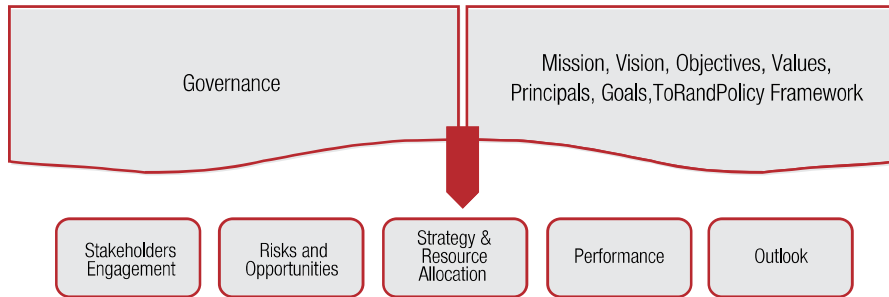 Governance
Mission, Vision, Objectives, Values,
Principals, Goals,ToRandPolicy Framework
Stakeholders
Engagement
Risks and
Opportunities
Strategy &
Resource
Allocation
Performance
Outlook